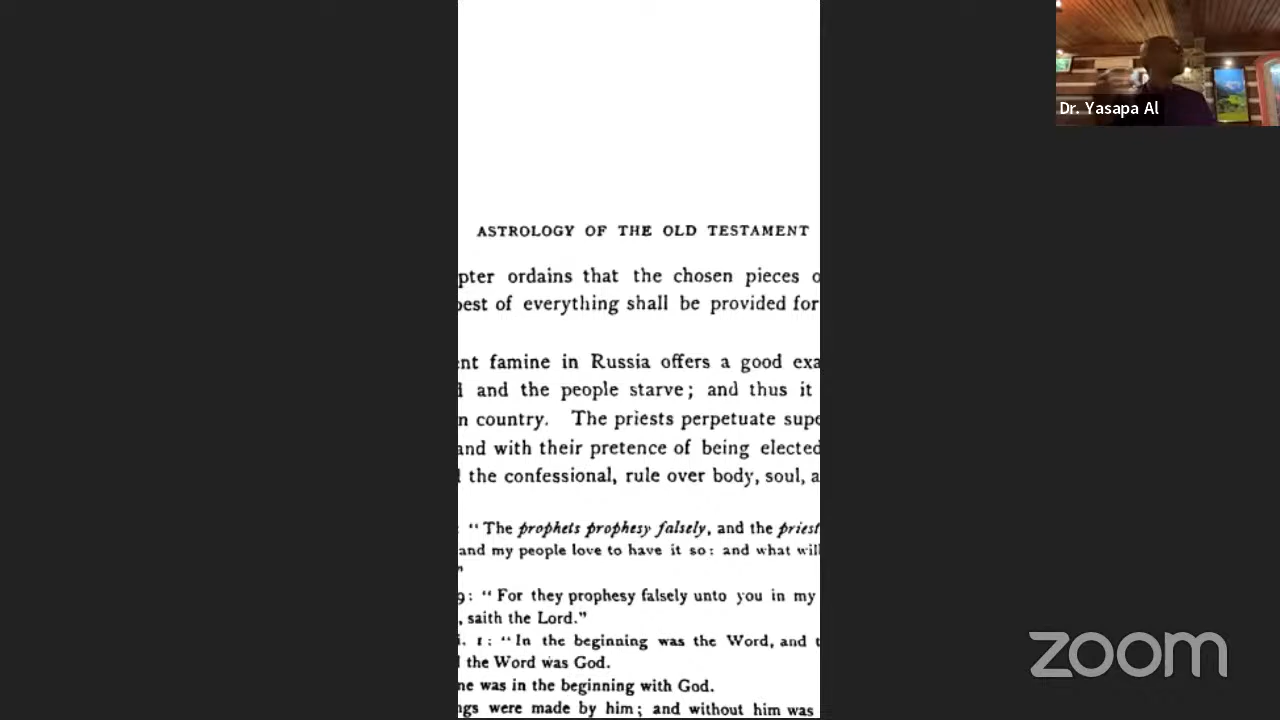 Dr. Yasapa Al
ASTROLOGY OF THE OLD TESTAMENT
pter ordains that the chosen pieces o
best of everything shall be provided for
ent famine in Russia offers a good exa
and the people starve; and thus it
n country. The priests perpetuate supe
and with their pretence of being elected
the confessional, rule over body, soul, a
: "The prophets prophesy falsely, and the priest
and my people love to have it so: and what will
"
9: "For they prophesy falsely unto you in my
, saith the Lord."
i. 1: "In the beginning was the Word, and t
the Word was God.
me was in the beginning with God.
ngs were made by him; and without him was
zoom